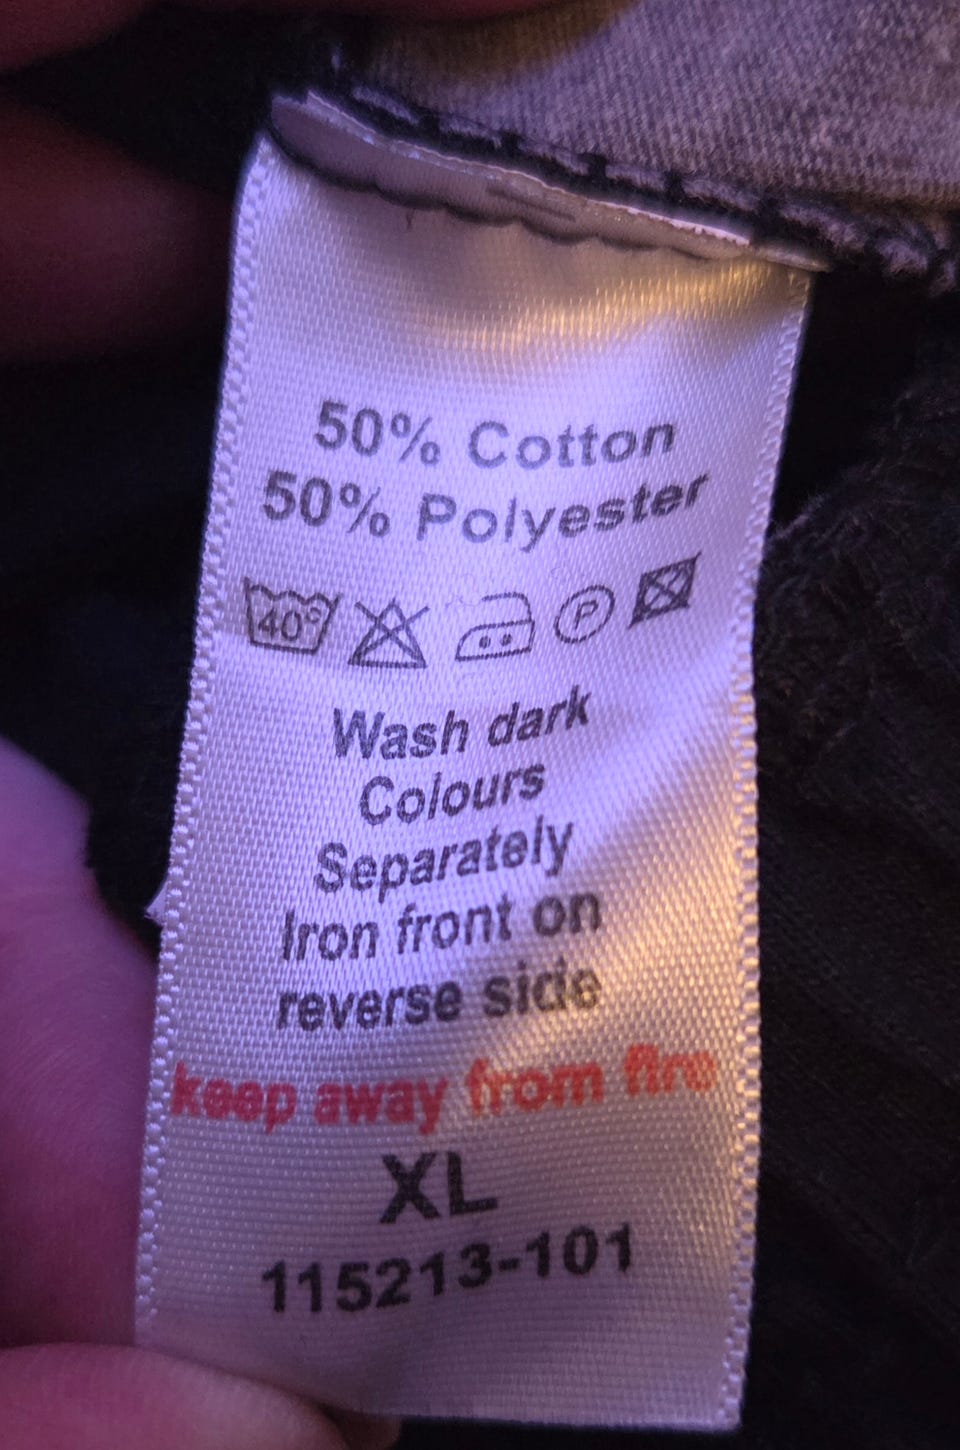 50% Cotton
50% Polyester
40° P
Wash dark
Colours
Separately
Iron front on
reverse side
keep away from fire
XL
115213-101